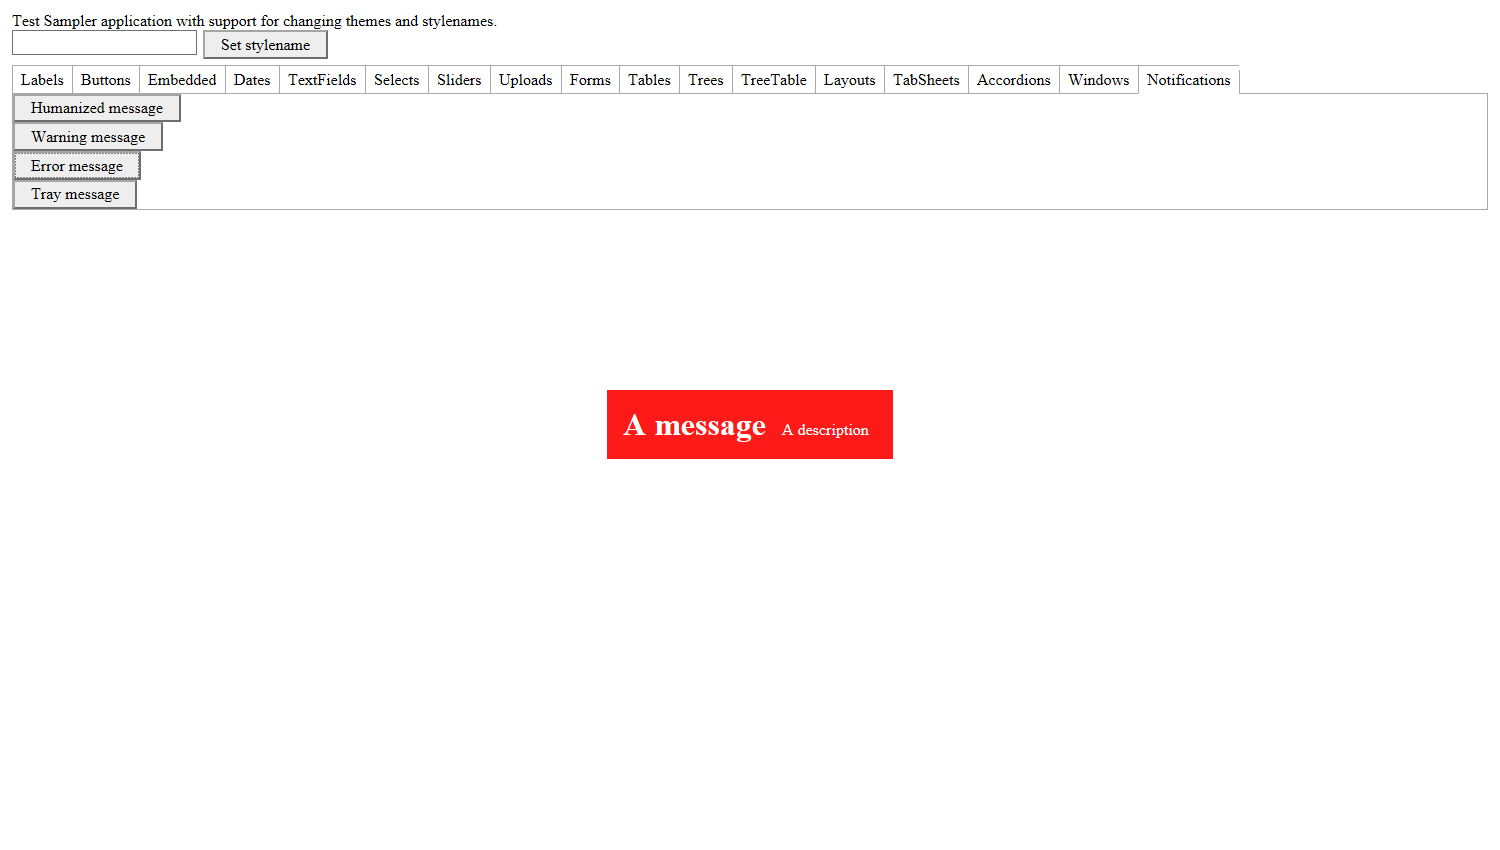 Test Sampler application with support for changing themes and stylenames.
Set stylename
Labels Buttons Embedded Dates TextFields Selects Sliders Uploads Forms Tables Trees TreeTable Layouts TabSheets Accordions Windows Notifications
Humanized message
Warning message
Error message
Tray message
A message A description